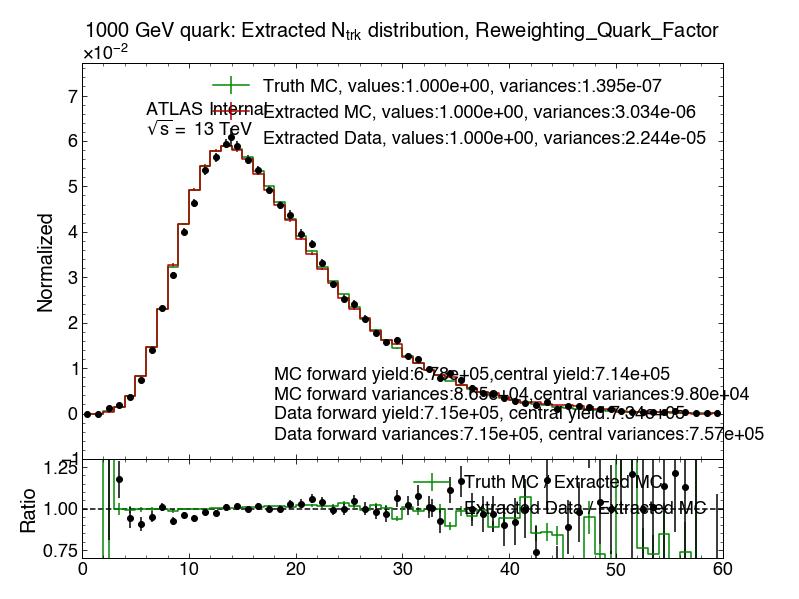 1000 GeV quark: Extracted Ntrk distribution, Reweighting_Quark_Factor
×10−2
Truth MC, values:1.000e+00, variances:1.395e-07
ATLAS Internal
Extracted MC, values:1.000e+00, variances:3.034e-06
√s = 13 TeV
Extracted Data, values:1.000e+00, variances:2.244e-05
7
6
5
4
3
2
1
0
Normalized
MC forward yield:6.78e+05,central yield:7.14e+05
MC forward variances:8.65e+04,central variances:9.80e+04
Data forward yield:7.15e+05, central yield:7.34e+05
Data forward variances:7.15e+05, central variances:7.57e+05
1.25
1.00
0.75
Ratio
Truth MC / Extracted MC
Extracted Data / Extracted MC
0 10 20 30 40 50 60